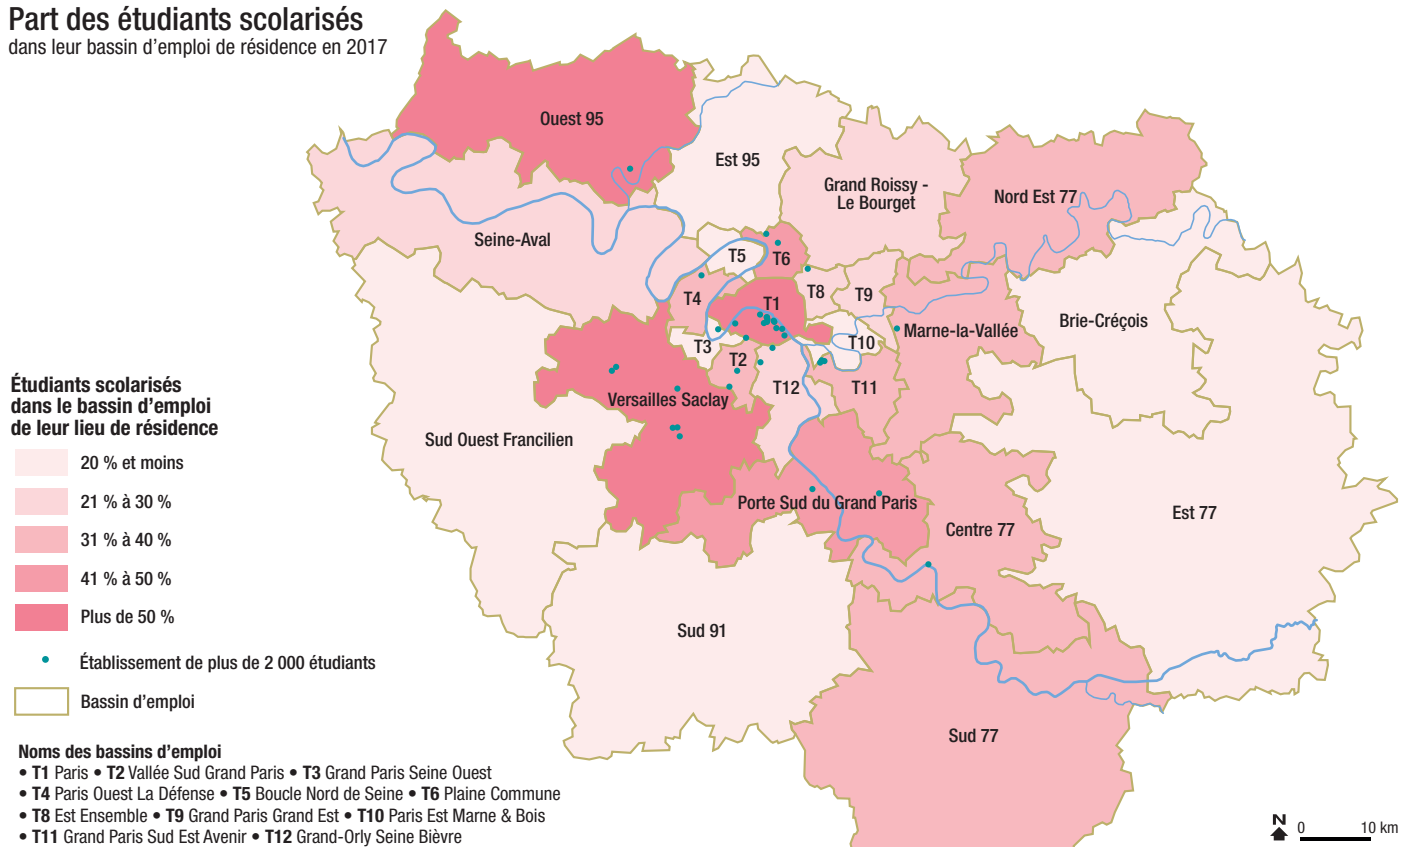 Part des étudiants scolarisés
dans leur bassin d'emploi de résidence en 2017
Ouest 95
Est 95
Grand Roissy -
Le Bourget
Nord Est 77
Seine-Aval
T5
T6
T4
T1
T8
T9
T3
T10
Marne-la-Vallée
Brie-Créçois
T2
T12
T11
Versailles Saclay
Sud Ouest Francilien
Porte Sud du Grand Paris
Centre 77
Est 77
Sud 91
Sud 77
Étudiants scolarisés
dans le bassin d'emploi
de leur lieu de résidence
20 % et moins
21 % à 30 %
31 % à 40 %
41 % à 50 %
Plus de 50 %
Établissement de plus de 2 000 étudiants
Bassin d'emploi
Noms des bassins d'emploi
• T1 Paris • T2 Vallée Sud Grand Paris • T3 Grand Paris Seine Ouest
• T4 Paris Ouest La Défense • T5 Boucle Nord de Seine • T6 Plaine Commune
• T8 Est Ensemble • T9 Grand Paris Grand Est • T10 Paris Est Marne & Bois
• T11 Grand Paris Sud Est Avenir • T12 Grand-Orly Seine Bièvre
N
0 10 km